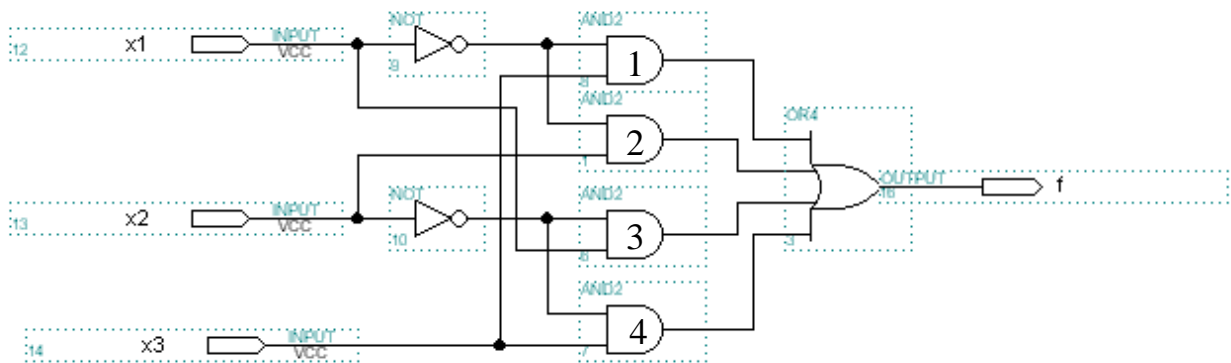 NOT
AND2
12
x1
INPUT
VCC
9
1
8
AND2
OR4
2
1
13
x2
INPUT
VCC
NOT
10
AND2
3
6
OUTPUT
16
f
3
AND2
14
x3
INPUT
VCC
4
7